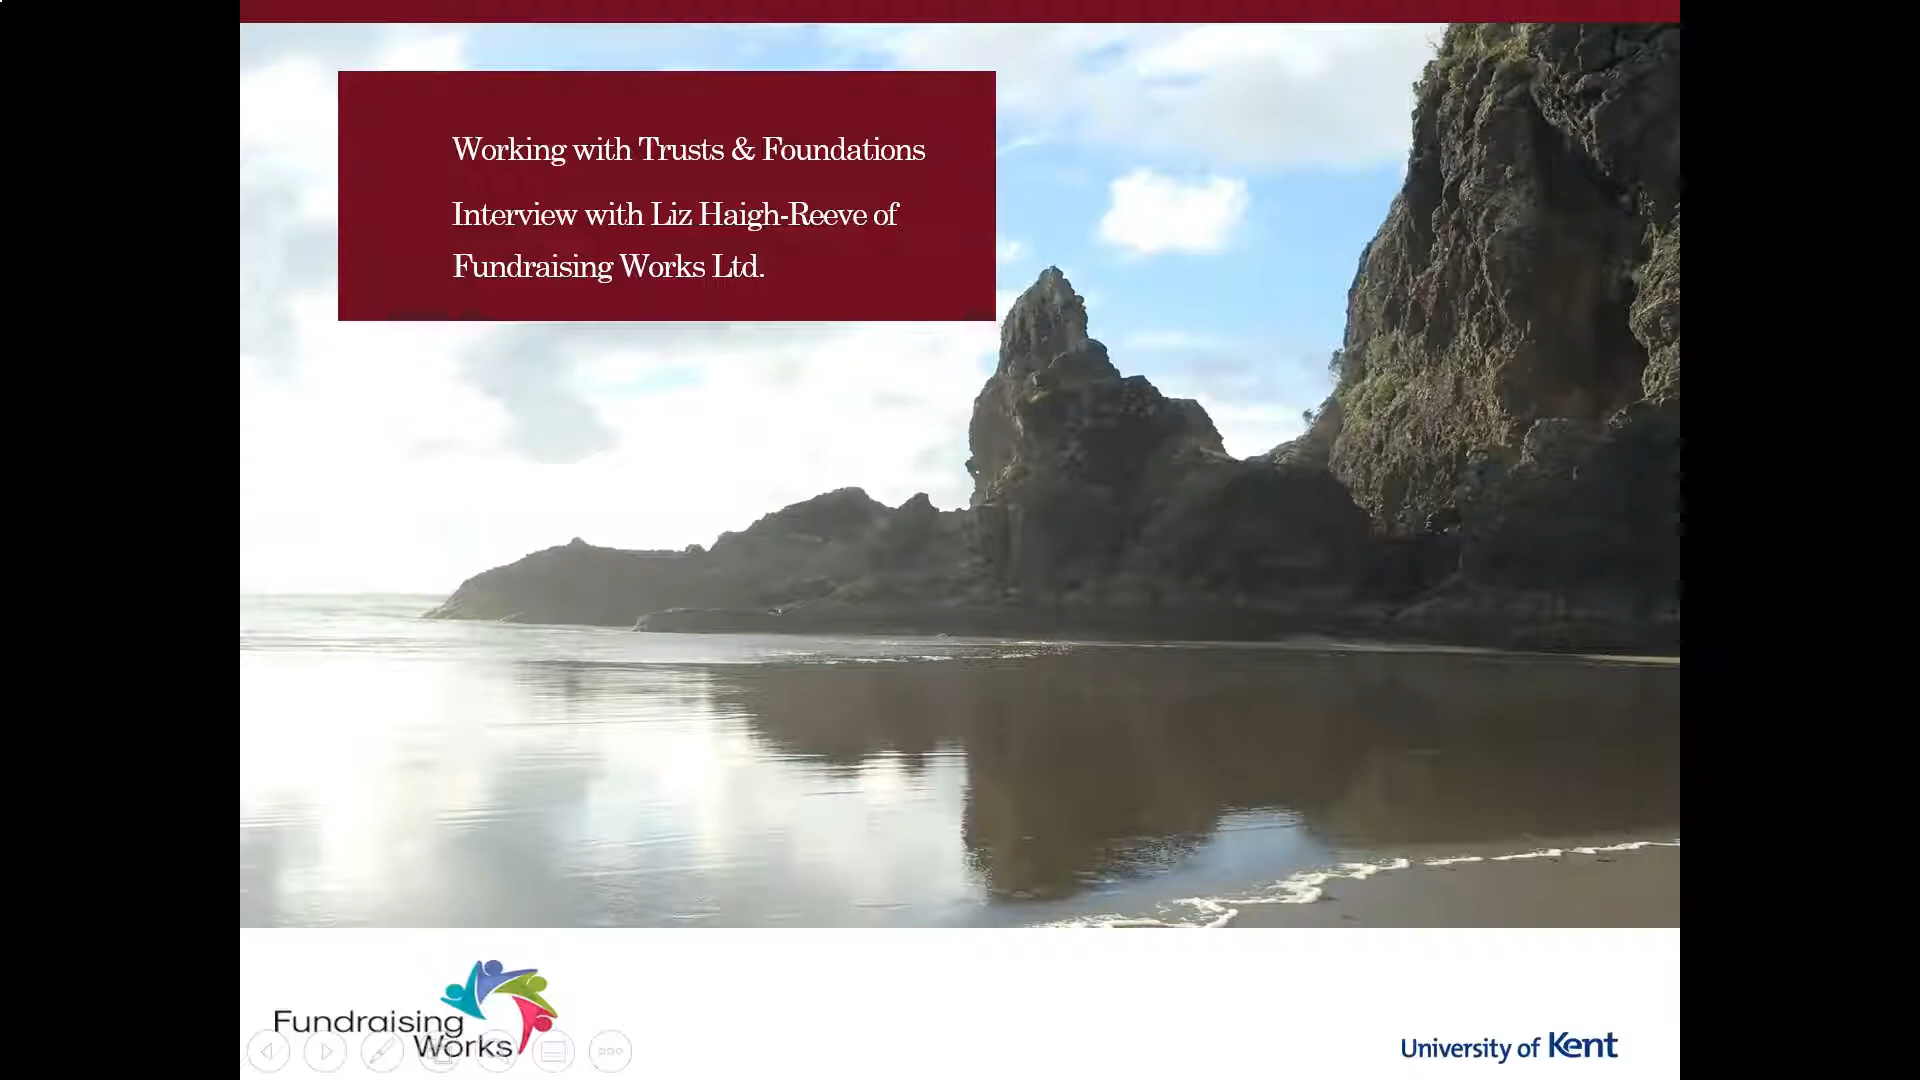 Working with Trusts & Foundations
Interview with Liz Haigh-Reeve of
Fundraising Works Ltd.
Fundraising
Works
University of Kent